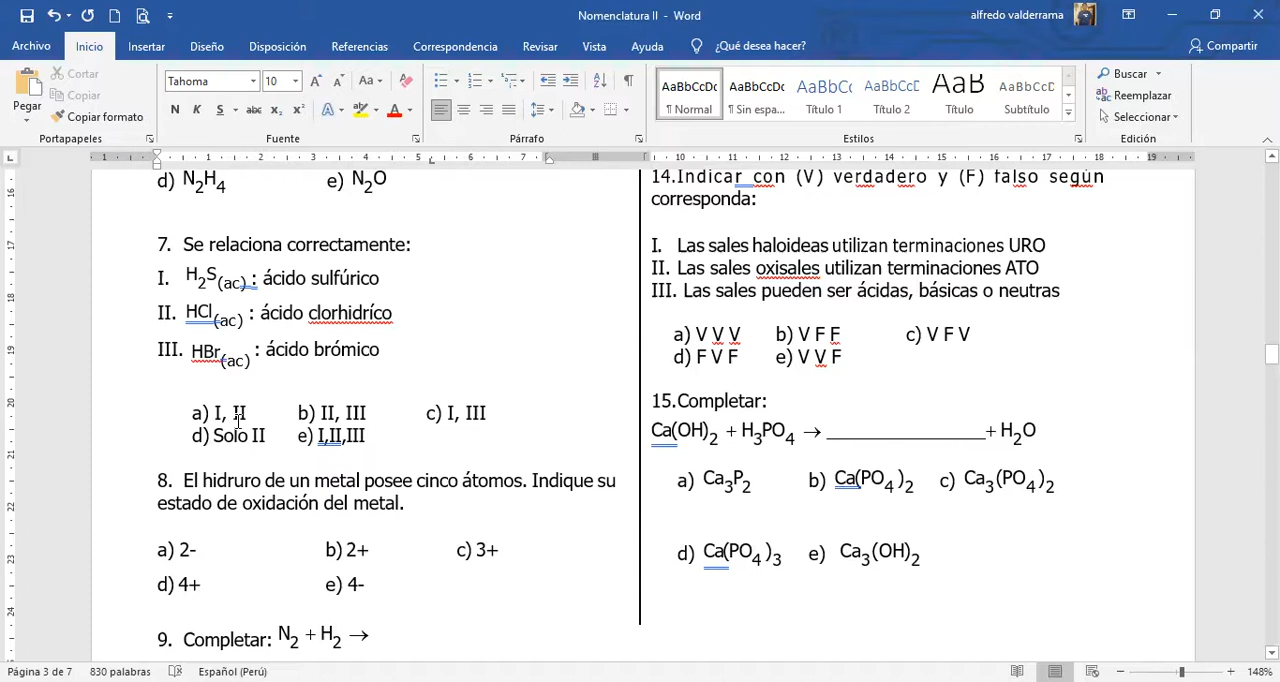 Nomenclatura II - Word
alfredo valderrama
Archivo Inicio Insertar Diseño Disposición Referencias Correspondencia Revisar Vista Ayuda ¿Qué desea hacer? Compartir
Pegar
Cortar
Copiar
Copiar formato
Portapapeles
Tahoma 10
Fuente
Párrafo
AaBbCcDc AaBbCcDc AaBbCc AaBbCcD AaB AaBbCcD
¶ Normal ¶ Sin espa... Título 1 Título 2 Título Subtítulo
Estilos
Buscar
Reemplazar
Seleccionar
Edición
d) N2H4 e) N2O
7. Se relaciona correctamente:
I. H2S(ac) : ácido sulfúrico
II. HCl(ac) : ácido clorhidríco
III. HBr(ac) : ácido brómico
a) I, II b) II, III c) I, III
d) Solo II e) I,II,III
8. El hidruro de un metal posee cinco átomos. Indique su
estado de oxidación del metal.
a) 2- b) 2+ c) 3+
d) 4+ e) 4-
9. Completar: N2 + H2 →
14.Indicar con (V) verdadero y (F) falso según
corresponda:
I. Las sales haloideas utilizan terminaciones URO
II. Las sales oxisales utilizan terminaciones ATO
III. Las sales pueden ser ácidas, básicas o neutras
a) V V V b) V F F c) V F V
d) F V F e) V V F
15.Completar:
Ca(OH)2 + H3PO4 → ________________+ H2O
a) Ca3P2 b) Ca(PO4)2 c) Ca3(PO4)2
d) Ca(PO4)3 e) Ca3(OH)2
Página 3 de 7 830 palabras Español (Perú) 148%